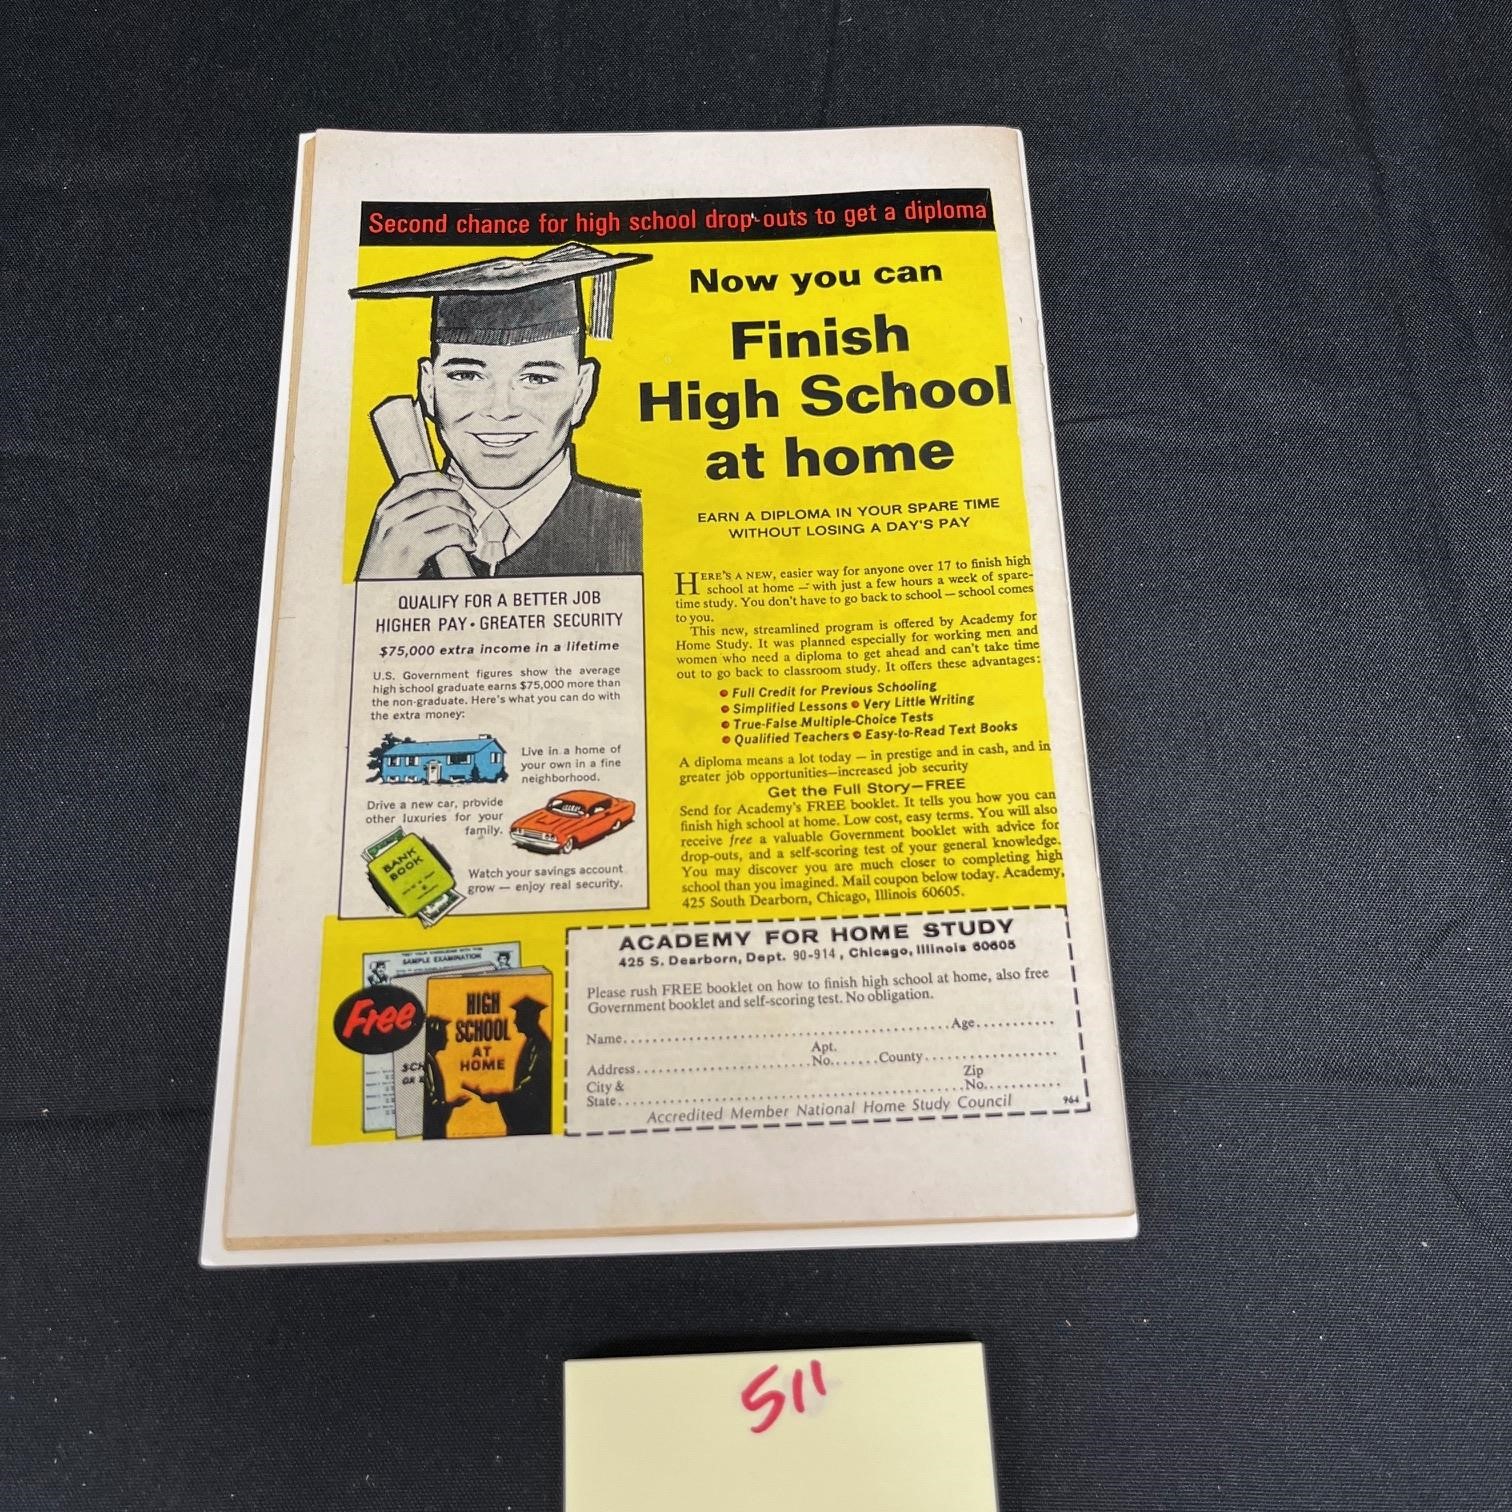 Second chance for high school drop-outs to get a diploma
Now you can
Finish
High School
at home
EARN A DIPLOMA IN YOUR SPARE TIME
WITHOUT LOSING A DAY'S PAY
HERE'S A NEW, easier way for anyone over 17 to finish high
school at home — with just a few hours a week of spare-
time study. You don't have to go back to school — school comes
to you.
This new, streamlined program is offered by Academy for
Home Study. It was planned especially for working men and
women who need a diploma to get ahead and can't take time
out to go back to classroom study. It offers these advantages:
• Full Credit for Previous Schooling
• Simplified Lessons • Very Little Writing
• True-False Multiple-Choice Tests
• Qualified Teachers • Easy-to-Read Text Books
A diploma means a lot today — in prestige and in cash, and in
greater job opportunities—increased job security
Get the Full Story—FREE
Send for Academy's FREE booklet. It tells you how you can
finish high school at home. Low cost, easy terms. You will also
receive free a valuable Government booklet with advice for
drop-outs, and a self-scoring test of your general knowledge.
You may discover you are much closer to completing high
school than you imagined. Mail coupon below today. Academy,
425 South Dearborn, Chicago, Illinois 60605.
QUALIFY FOR A BETTER JOB
HIGHER PAY • GREATER SECURITY
$75,000 extra income in a lifetime
U.S. Government figures show the average
high school graduate earns $75,000 more than
the non-graduate. Here's what you can do with
the extra money:
Live in a home of
your own in a fine
neighborhood.
Drive a new car, provide
other luxuries for your
family.
BANK
BOOK
Watch your savings account
grow — enjoy real security.
SAMPLE EXAMINATION
Free
HIGH
SCHOOL
AT
HOME
ACADEMY FOR HOME STUDY
425 S. Dearborn, Dept. 90-914, Chicago, Illinois 60605
Please rush FREE booklet on how to finish high school at home, also free
Government booklet and self-scoring test. No obligation.
Name Age
Apt.
Address No. County
City & Zip
State No.
Accredited Member National Home Study Council 964
511